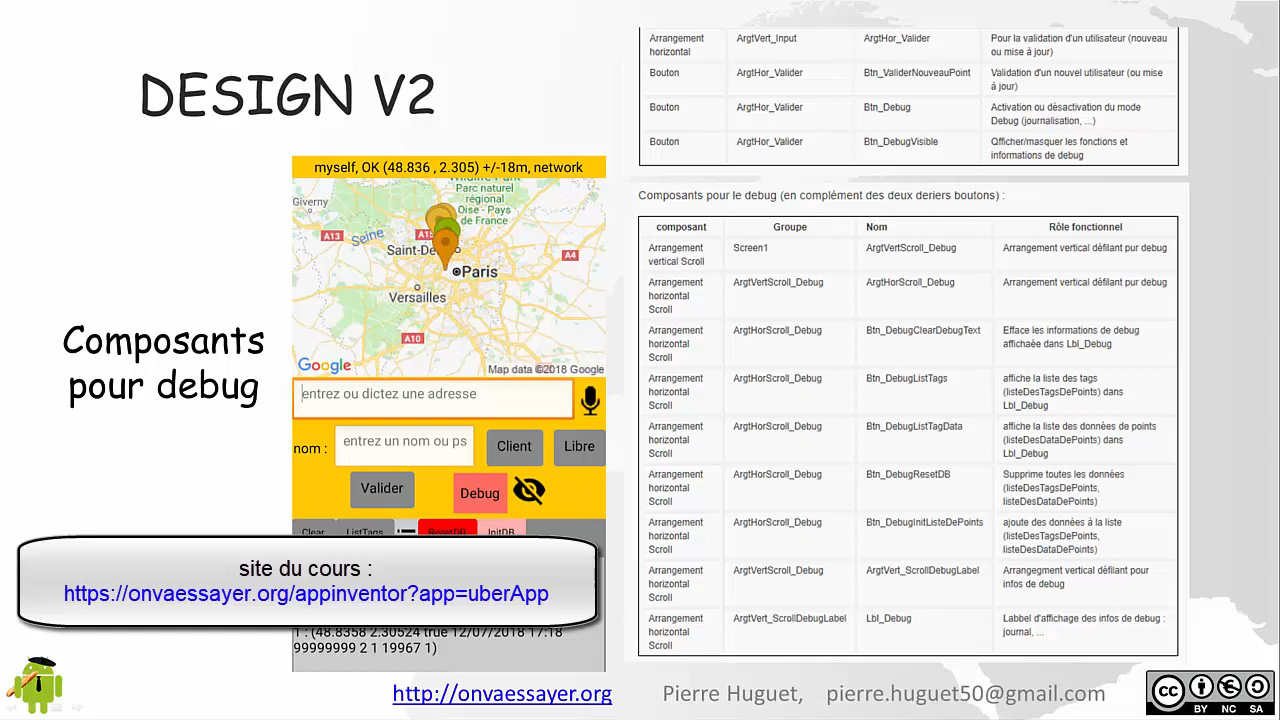 DESIGN V2
Composants
pour debug
myself, OK (48.836 , 2.305) +/-18m, network
Giverny
Parc naturel
régional
Oise - Pays
de France
A13
Seine
Saint-De
A4
Paris
Versailles
A10
Google
Map data ©2018 Google
entrez ou dictez une adresse
nom :
entrez un nom ou ps
Client
Libre
Valider
Debug
Clear
ListTags
ResetDB
InitDB
site du cours :
https://onvaessayer.org/appinventor?app=uberApp
1 : (48.8358 2.30524 true 12/07/2018 17:18
99999999 2 1 19967 1)
Arrangement
horizontal
ArgtVert_Input
ArgtHor_Valider
Pour la validation d'un utilisateur (nouveau
ou mise à jour)
Bouton
ArgtHor_Valider
Btn_ValiderNouveauPoint
Validation d'un nouvel utilisateur (ou mise
à jour)
Bouton
ArgtHor_Valider
Btn_Debug
Activation ou désactivation du mode
Debug (journalisation, ...)
Bouton
ArgtHor_Valider
Btn_DebugVisible
Qfficher/masquer les fonctions et
informations de debug
Composants pour le debug (en complément des deux deriers boutons) :
composant Groupe Nom Rôle fonctionnel
Arrangement
vertical Scroll
Screen1
ArgtVertScroll_Debug
Arrangement vertical défilant pur debug
Arrangement
horizontal
Scroll
ArgtVertScroll_Debug
ArgtHorScroll_Debug
Arrangement vertical défilant pur debug
Arrangement
horizontal
Scroll
ArgtHorScroll_Debug
Btn_DebugClearDebugText
Efface les informations de debug
affichaée dans Lbl_Debug
Arrangement
horizontal
Scroll
ArgtHorScroll_Debug
Btn_DebugListTags
affiche la liste des tags
(listeDesTagsDePoints) dans
Lbl_Debug
Arrangement
horizontal
Scroll
ArgtHorScroll_Debug
Btn_DebugListTagData
affiche la liste des données de points
(listeDesDataDePoints) dans
Lbl_Debug
Arrangement
horizontal
Scroll
ArgtHorScroll_Debug
Btn_DebugResetDB
Supprime toutes les données
(listeDesTagsDePoints,
listeDesDataDePoints)
Arrangement
horizontal
Scroll
ArgtHorScroll_Debug
Btn_DebugInitListeDePoints
ajoute des données à la liste
(listeDesTagsDePoints,
listeDesDataDePoints)
Arrangement
horizontal
Scroll
ArgtVertScroll_Debug
ArgtVert_ScrollDebugLabel
Arrangegment vertical défilant pour
infos de debug
Arrangement
horizontal
Scroll
ArgtVert_ScrollDebugLabel
Lbl_Debug
Labbel d'affichage des infos de debug :
journal, ...
http://onvaessayer.org
Pierre Huguet, pierre.huguet50@gmail.com
CC
BY NC SA